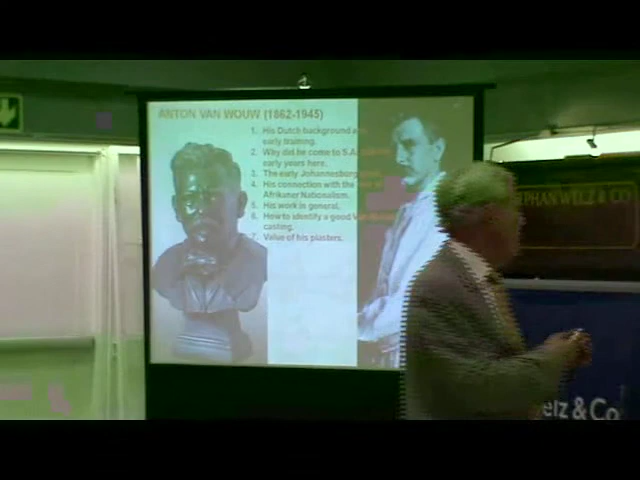 ANTON VAN WOUW (1862-1945)
1. His Dutch background
early training.
2. Why did he come to S.A.
early years here.
3. The early Johannesburg
4. His connection with the
Afrikaner Nationalism.
5. His work in general,
6. How to identify a good
casting.
7. Value of his plasters.
PHAN WELZ & CO
elz & Co